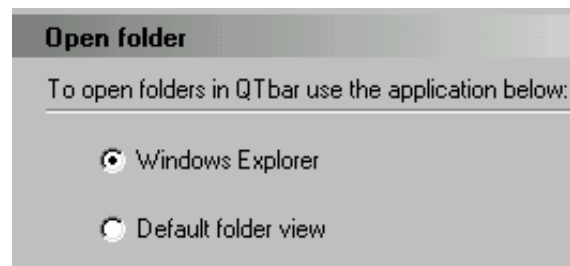 Open folder
To open folders in QTbar use the application below:
Windows Explorer
Default folder view